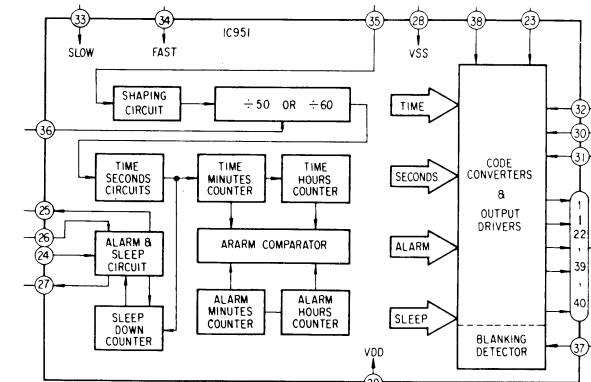 33
34
35
28
38
23
IC951
SLOW
FAST
VSS
SHAPING
CIRCUIT
÷50 OR ÷60
TIME
32
30
31
36
TIME
SECONDS
CIRCUITS
TIME
MINUTES
COUNTER
TIME
HOURS
COUNTER
SECONDS
CODE
CONVERTERS
&
OUTPUT
DRIVERS
25
26
24
27
ALARM &
SLEEP
CIRCUIT
ARARM COMPARATOR
ALARM
1
22
39
40
SLEEP
DOWN
COUNTER
ALARM
MINUTES
COUNTER
ALARM
HOURS
COUNTER
SLEEP
BLANKING
DETECTOR
37
VDD